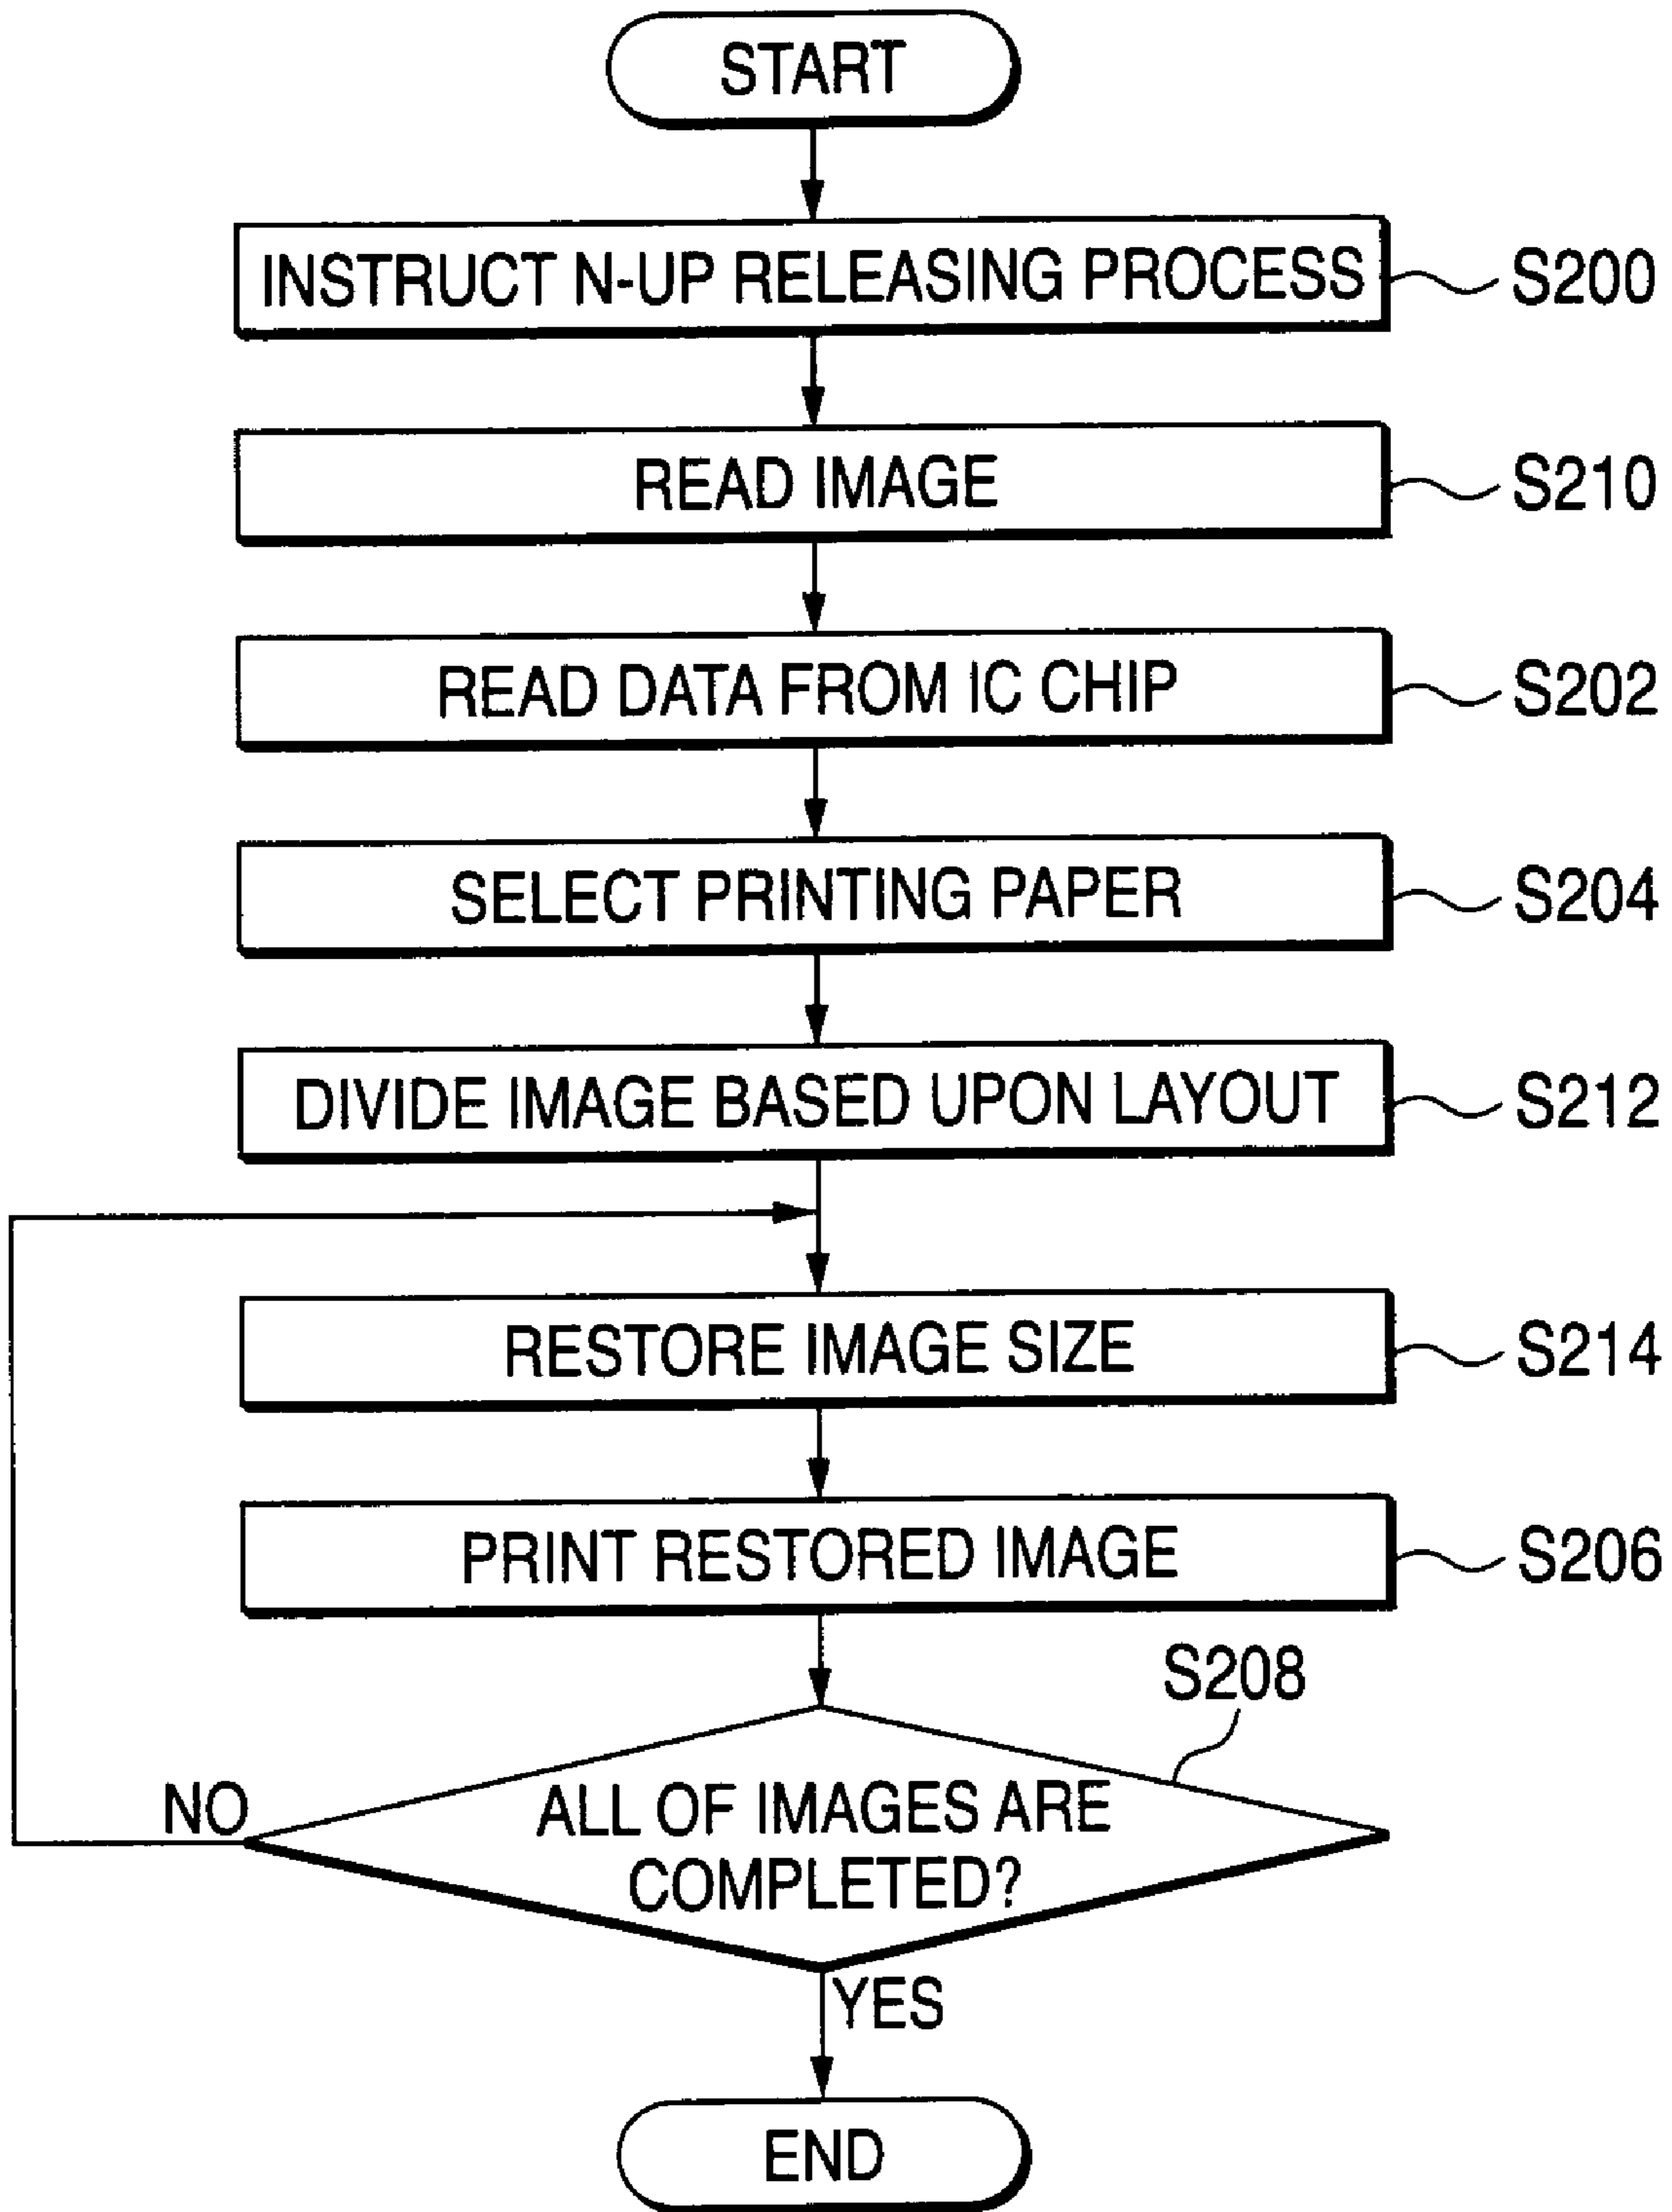 START
INSTRUCT N-UP RELEASING PROCESS
S200
READ IMAGE
S210
READ DATA FROM IC CHIP
S202
SELECT PRINTING PAPER
S204
DIVIDE IMAGE BASED UPON LAYOUT
S212
RESTORE IMAGE SIZE
S214
PRINT RESTORED IMAGE
S206
S208
NO
ALL OF IMAGES ARE
COMPLETED?
YES
END